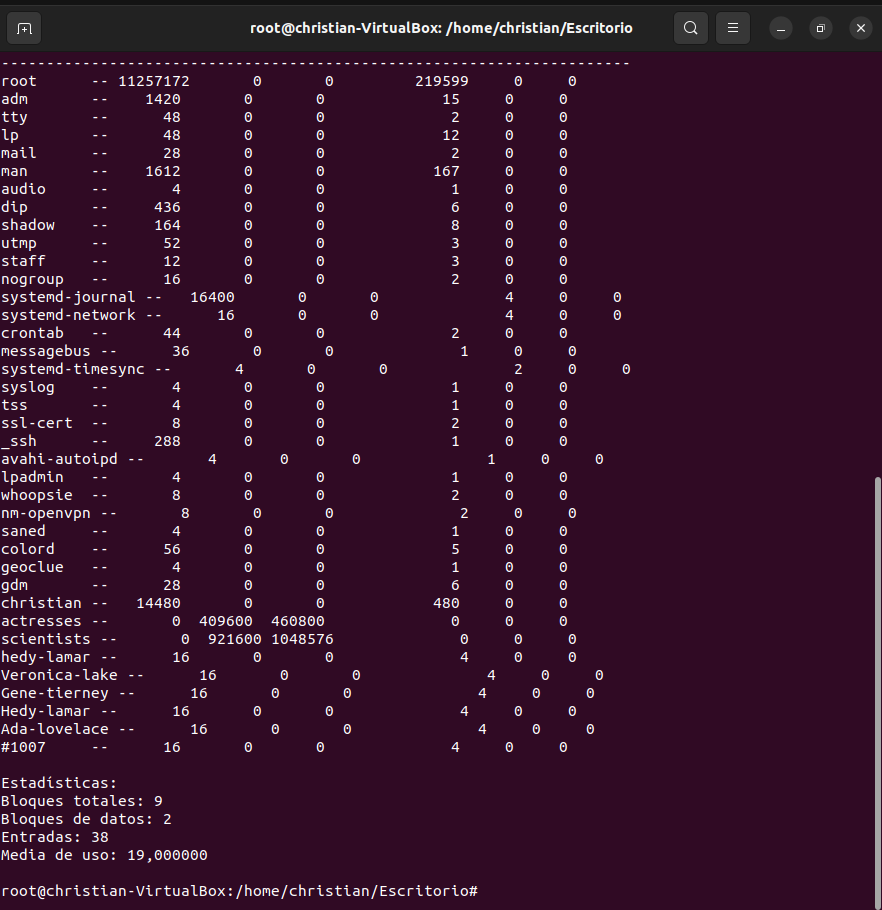 root@christian-VirtualBox: /home/christian/Escritorio
----------------------------------------------------------------------
root      -- 11257172       0       0         219599     0     0
adm       --    1420       0       0             15     0     0
tty       --      48       0       0              2     0     0
lp        --      48       0       0             12     0     0
mail      --      28       0       0              2     0     0
man       --    1612       0       0            167     0     0
audio     --       4       0       0              1     0     0
dip       --     436       0       0              6     0     0
shadow    --     164       0       0              8     0     0
utmp      --      52       0       0              3     0     0
staff     --      12       0       0              3     0     0
nogroup   --      16       0       0              2     0     0
systemd-journal --   16400       0       0              4     0     0
systemd-network --      16       0       0              4     0     0
crontab   --      44       0       0              2     0     0
messagebus --      36       0       0              1     0     0
systemd-timesync --       4       0       0              2     0     0
syslog    --       4       0       0              1     0     0
tss       --       4       0       0              1     0     0
ssl-cert  --       8       0       0              2     0     0
_ssh      --     288       0       0              1     0     0
avahi-autoipd --       4       0       0              1     0     0
lpadmin   --       4       0       0              1     0     0
whoopsie  --       8       0       0              2     0     0
nm-openvpn --       8       0       0              2     0     0
saned     --       4       0       0              1     0     0
colord    --      56       0       0              5     0     0
geoclue   --       4       0       0              1     0     0
gdm       --      28       0       0              6     0     0
christian --   14480       0       0            480     0     0
actresses --       0  409600  460800              0     0     0
scientists --       0  921600 1048576              0     0     0
hedy-lamar --      16       0       0              4     0     0
Veronica-lake --      16       0       0              4     0     0
Gene-tierney --      16       0       0              4     0     0
Hedy-lamar --      16       0       0              4     0     0
Ada-lovelace --      16       0       0              4     0     0
#1007     --      16       0       0              4     0     0
Estadísticas:
Bloques totales: 9
Bloques de datos: 2
Entradas: 38
Media de uso: 19,000000
root@christian-VirtualBox:/home/christian/Escritorio#